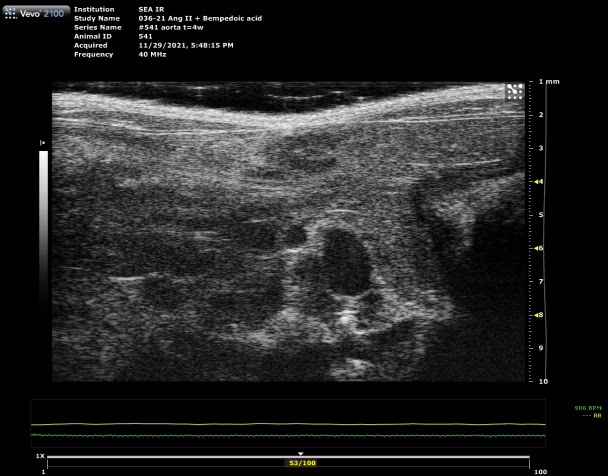 Vevo 2100
Institution SEA IR
Study Name 036-21 Ang II + Bempedoic acid
Series Name #541 aorta t=4w
Animal ID 541
Acquired 11/29/2021, 5:48:15 PM
Frequency 40 MHz
1 mm
2
3
4
5
6
7
8
9
10
906 BPM
--- RR
1X
53/100
1 100